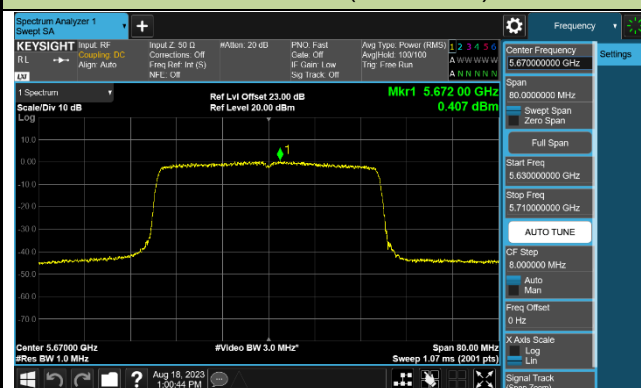 Spectrum Analyzer 1
Swept SA
+
Frequency
KEYSIGHT
RL
LXI
Input: RF
Coupling: DC
Align: Auto
Input Z: 50 Ω
Corrections: Off
Freq Ref: Int (S)
NFE: Off
#Atten: 20 dB
PNO: Fast
Gate: Off
IF Gain: Low
Sig Track: Off
Avg Type: Power (RMS)
Avg|Hold: 100/100
Trig: Free Run
1 2 3 4 5 6
A W W W W W
A N N N N N
1 Spectrum
Scale/Div 10 dB
Log
Ref Lvl Offset 23.00 dB
Ref Level 20.00 dBm
Mkr1 5.672 00 GHz
0.407 dBm
1
10.0
0.00
-10.0
-20.0
-30.0
-40.0
-50.0
-60.0
-70.0
Center 5.67000 GHz
#Res BW 1.0 MHz
#Video BW 3.0 MHz*
Span 80.00 MHz
Sweep 1.07 ms (2001 pts)
Aug 18, 2023
1:00:44 PM
?
Center Frequency
5.670000000 GHz
Span
80.0000000 MHz
Swept Span
Zero Span
Full Span
Start Freq
5.630000000 GHz
Stop Freq
5.710000000 GHz
AUTO TUNE
CF Step
8.000000 MHz
Auto
Man
Freq Offset
0 Hz
X Axis Scale
Log
Lin
Signal Track
(Span Zoom)
Settings